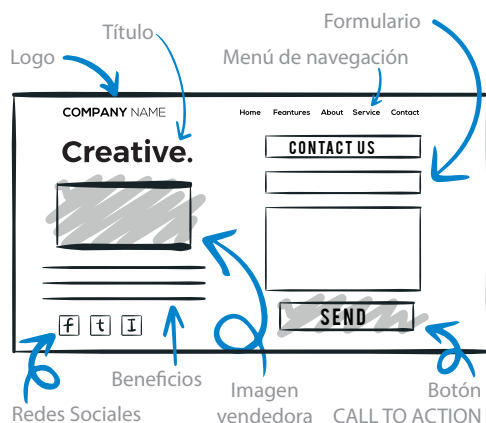 Formulario
Título
Menú de navegación
Logo
COMPANY NAME
Home Feantures About Service Contact
Creative.
CONTACT US
SEND
f t I
Beneficios
Imagen
vendedora
Botón
CALL TO ACTION
Redes Sociales